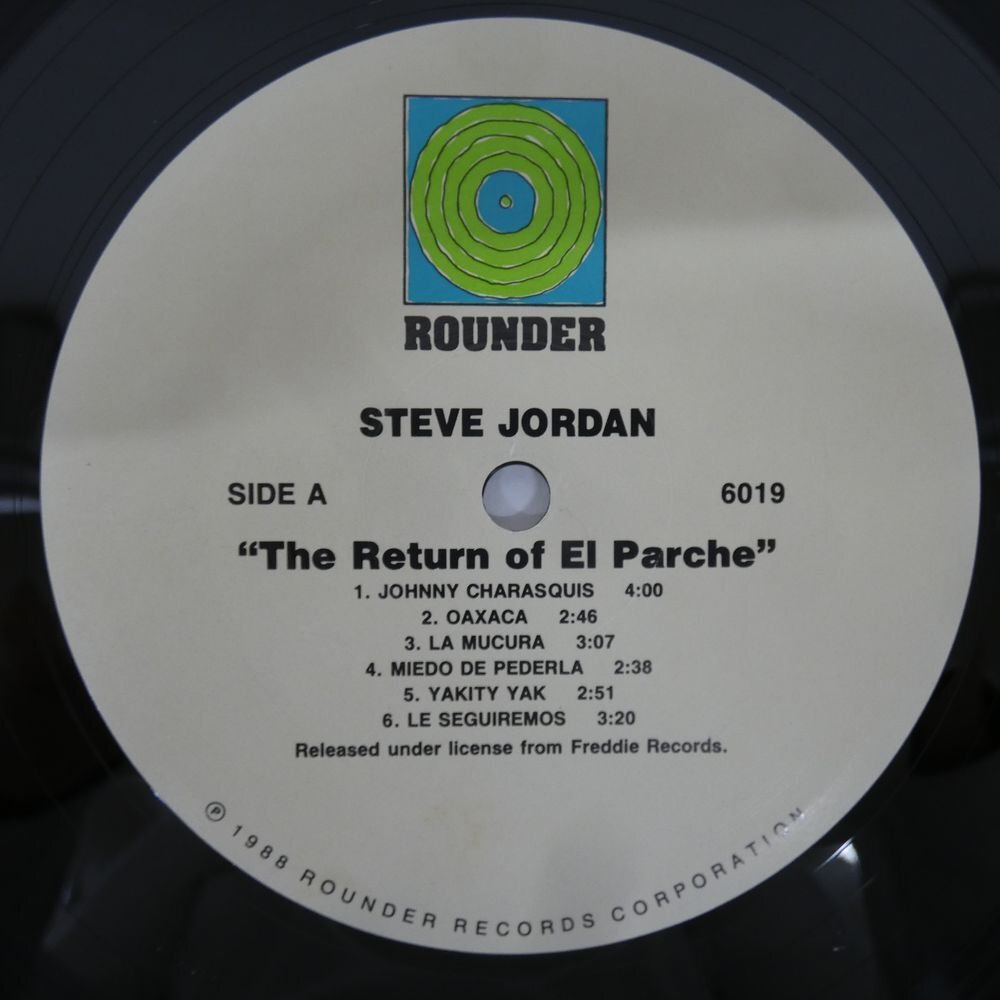 ROUNDER
STEVE JORDAN
SIDE A 6019
“The Return of El Parche”
1. JOHNNY CHARASQUIS 4:00
2. OAXACA 2:46
3. LA MUCURA 3:07
4. MIEDO DE PEDERLA 2:38
5. YAKITY YAK 2:51
6. LE SEGUIREMOS 3:20
Released under license from Freddie Records.
℗ 1988 ROUNDER RECORDS CORPORATION